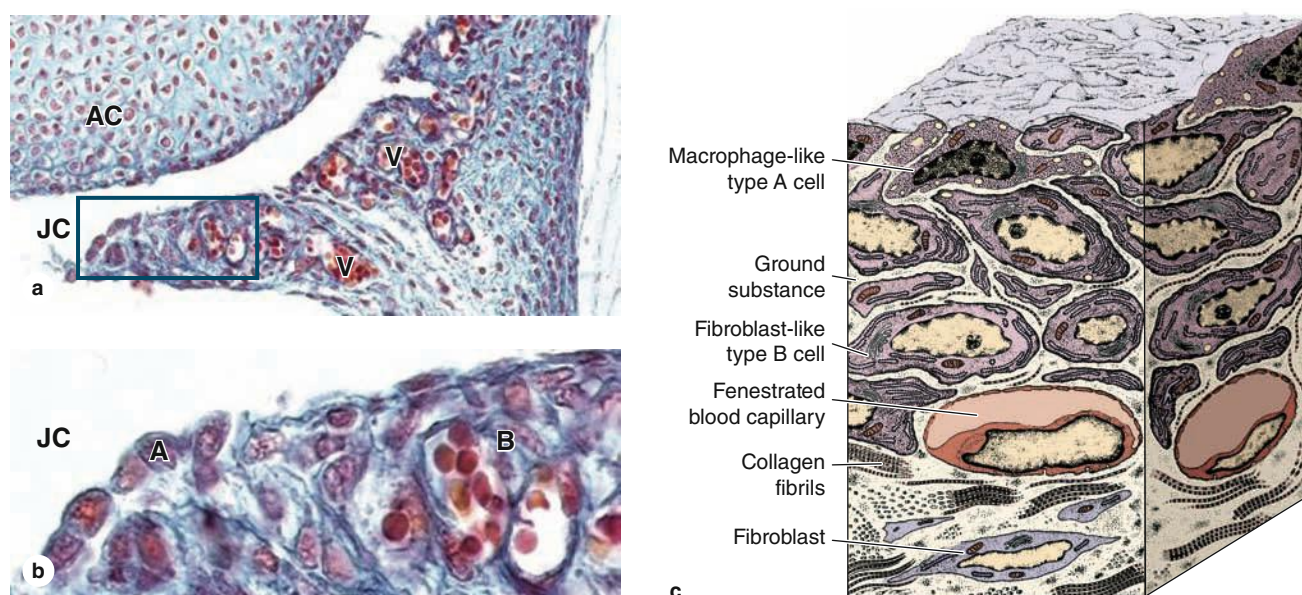 AC
V
JC
V
a
JC
A
B
b
Macrophage-like
type A cell
Ground
substance
Fibroblast-like
type B cell
Fenestrated
blood capillary
Collagen
fibrils
Fibroblast
c